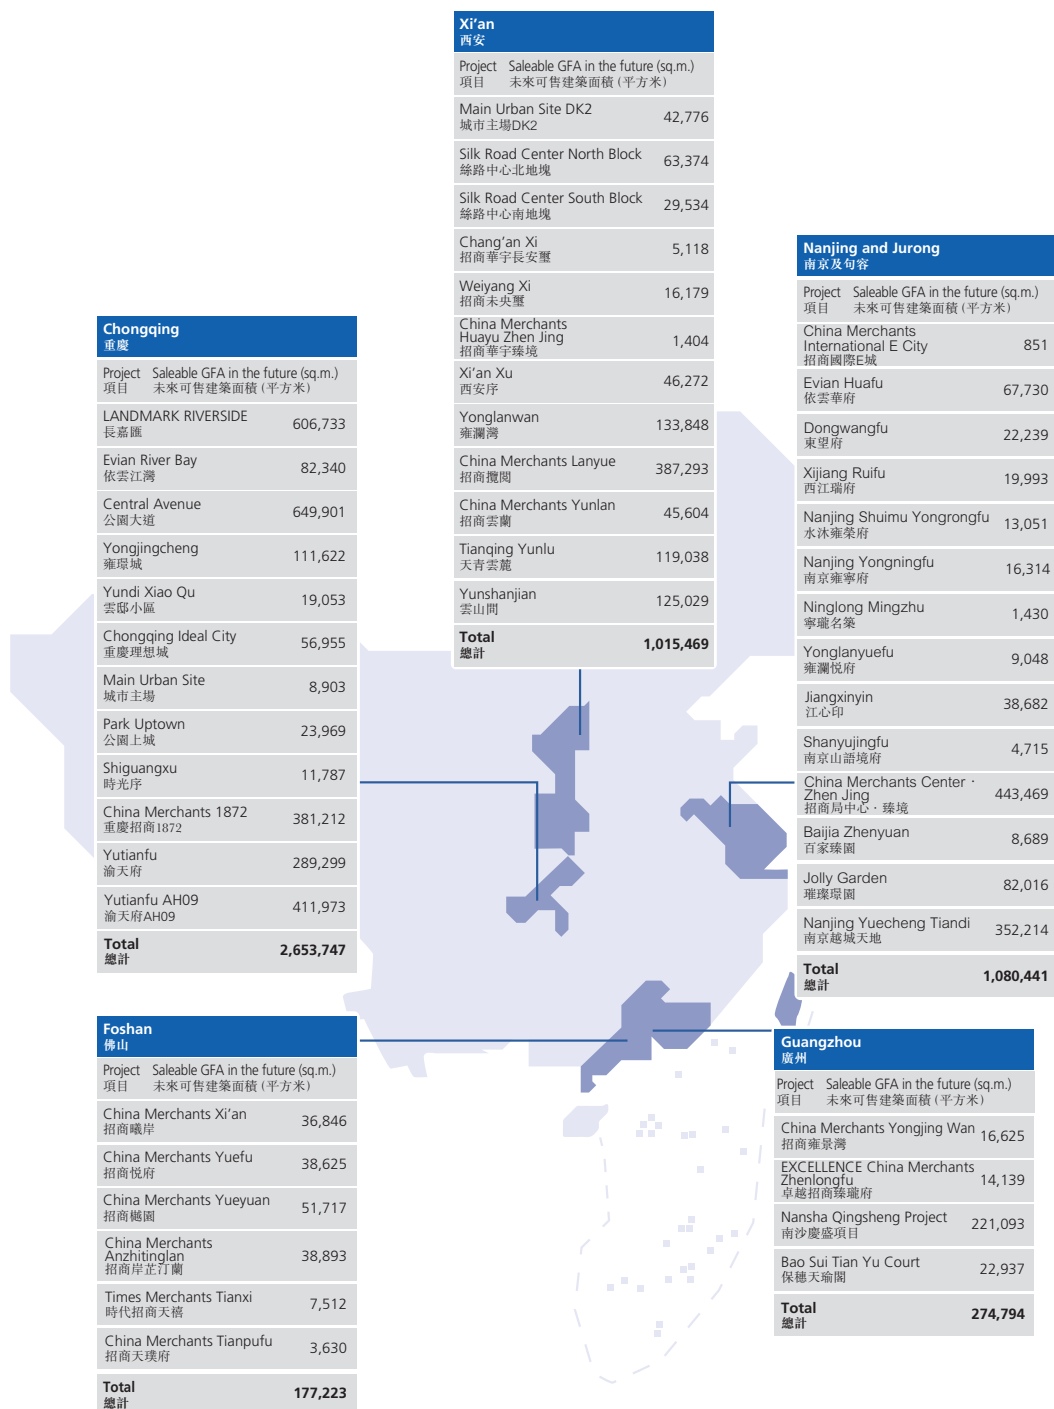 Xi'an
西安
Project Saleable GFA in the future (sq.m.)
項目 未來可售建築面積 (平方米)
Main Urban Site DK2 42,776
城市主場DK2
Silk Road Center North Block 63,374
絲路中心北地塊
Silk Road Center South Block 29,534
絲路中心南地塊
Chang'an Xi 5,118
招商華宇長安璽
Weiyang Xi 16,179
招商未央璽
China Merchants
Huayu Zhen Jing 1,404
招商華宇臻境
Xi'an Xu 46,272
西安序
Yonglanwan 133,848
雍瀾灣
China Merchants Lanyue 387,293
招商攬閱
China Merchants Yunlan 45,604
招商雲蘭
Tianqing Yunlu 119,038
天青雲麓
Yunshanjian 125,029
雲山間
Total 1,015,469
總計
Nanjing and Jurong
南京及句容
Project Saleable GFA in the future (sq.m.)
項目 未來可售建築面積 (平方米)
China Merchants
International E City 851
招商國際E城
Evian Huafu 67,730
依雲華府
Dongwangfu 22,239
東望府
Xijiang Ruifu 19,993
西江瑞府
Nanjing Shuimu Yongrongfu 13,051
水沐雍榮府
Nanjing Yongningfu 16,314
南京雍寧府
Ninglong Mingzhu 1,430
寧瓏名築
Yonglanyuefu 9,048
雍瀾悦府
Jiangxinyin 38,682
江心印
Shanyujingfu 4,715
南京山語境府
China Merchants Center ·
Zhen Jing 443,469
招商局中心 · 臻境
Baijia Zhenyuan 8,689
百家臻園
Jolly Garden 82,016
璀璨璟園
Nanjing Yuecheng Tiandi 352,214
南京越城天地
Total 1,080,441
總計
Chongqing
重慶
Project Saleable GFA in the future (sq.m.)
項目 未來可售建築面積 (平方米)
LANDMARK RIVERSIDE 606,733
長嘉匯
Evian River Bay 82,340
依雲江灣
Central Avenue 649,901
公園大道
Yongjingcheng 111,622
雍璟城
Yundi Xiao Qu 19,053
雲邸小區
Chongqing Ideal City 56,955
重慶理想城
Main Urban Site 8,903
城市主場
Park Uptown 23,969
公園上城
Shiguangxu 11,787
時光序
China Merchants 1872 381,212
重慶招商1872
Yutianfu 289,299
渝天府
Yutianfu AH09 411,973
渝天府AH09
Total 2,653,747
總計
Foshan
佛山
Project Saleable GFA in the future (sq.m.)
項目 未來可售建築面積 (平方米)
China Merchants Xi'an 36,846
招商曦岸
China Merchants Yuefu 38,625
招商悦府
China Merchants Yueyuan 51,717
招商樾園
China Merchants
Anzhitinglan 38,893
招商岸芷汀蘭
Times Merchants Tianxi 7,512
時代招商天禧
China Merchants Tianpufu 3,630
招商天璞府
Total 177,223
總計
Guangzhou
廣州
Project Saleable GFA in the future (sq.m.)
項目 未來可售建築面積 (平方米)
China Merchants Yongjing Wan 16,625
招商雍景灣
EXCELLENCE China Merchants
Zhenlongfu 14,139
卓越招商臻瓏府
Nansha Qingsheng Project 221,093
南沙慶盛項目
Bao Sui Tian Yu Court 22,937
保穗天瑜閣
Total 274,794
總計